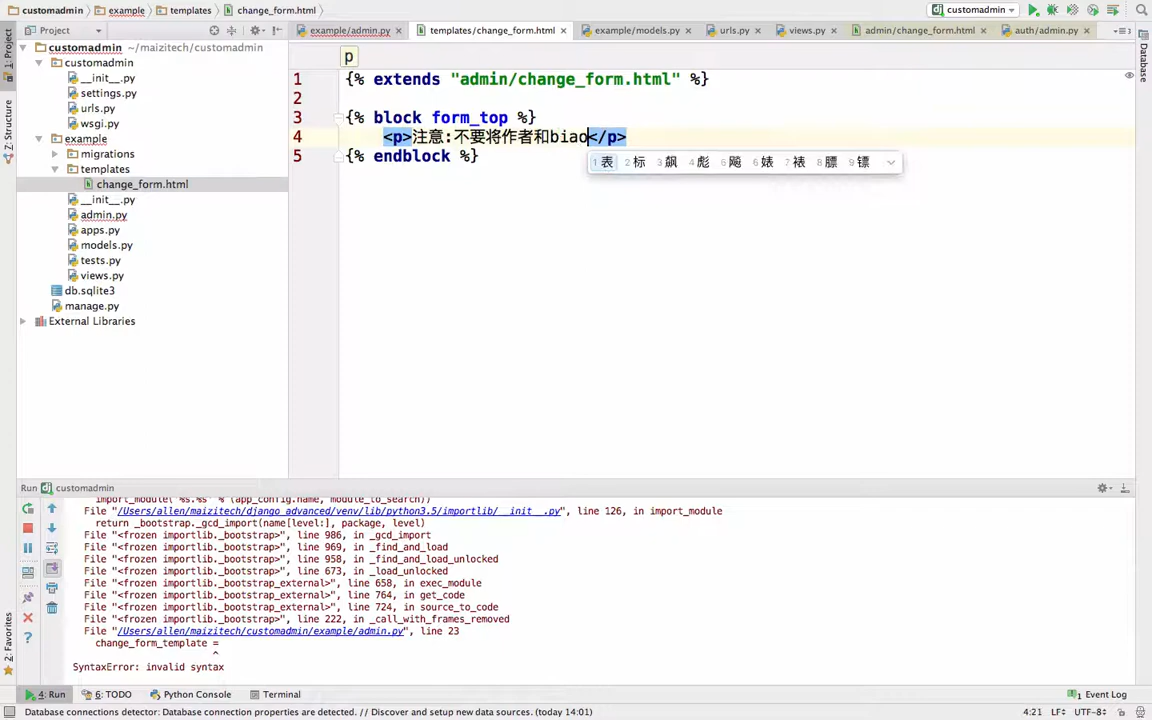 customadmin example templates change_form.html customadmin
Project example/admin.py templates/change_form.html example/models.py urls.py views.py admin/change_form.html auth/admin.py
1: Project
Z: Structure
2: Favorites
Database
customadmin ~/maizitech/customadmin
customadmin
__init__.py
settings.py
urls.py
wsgi.py
example
migrations
templates
change_form.html
__init__.py
admin.py
apps.py
models.py
tests.py
views.py
db.sqlite3
manage.py
External Libraries
p
1 {% extends "admin/change_form.html" %}
2
3 {% block form_top %}
4 <p>注意:不要将作者和biao</p>
5 {% endblock %}
1 表 2 标 3 飙 4 彪 5 飚 6 婊 7 裱 8 膘 9 镖
Run customadmin
import_module('%s.%s' % (app_config.name, module_to_search))
File "/Users/allen/maizitech/django_advanced/venv/lib/python3.5/importlib/__init__.py", line 126, in import_module
return _bootstrap._gcd_import(name[level:], package, level)
File "<frozen importlib._bootstrap>", line 986, in _gcd_import
File "<frozen importlib._bootstrap>", line 969, in _find_and_load
File "<frozen importlib._bootstrap>", line 958, in _find_and_load_unlocked
File "<frozen importlib._bootstrap>", line 673, in _load_unlocked
File "<frozen importlib._bootstrap_external>", line 658, in exec_module
File "<frozen importlib._bootstrap_external>", line 764, in get_code
File "<frozen importlib._bootstrap_external>", line 724, in source_to_code
File "<frozen importlib._bootstrap>", line 222, in _call_with_frames_removed
File "/Users/allen/maizitech/customadmin/example/admin.py", line 23
change_form_template =
^
SyntaxError: invalid syntax
4: Run 6: TODO Python Console Terminal 1 Event Log
Database connections detector: Database connection properties are detected. // Discover and setup new data sources. (today 14:01) 4:21 LF UTF-8